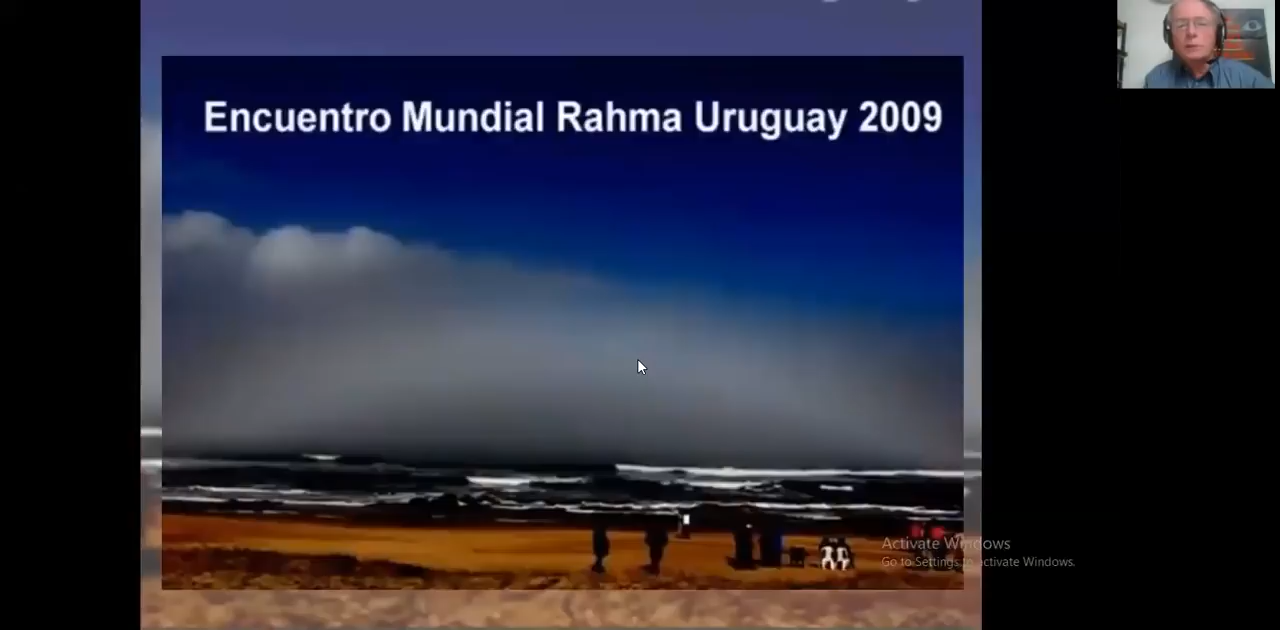 Encuentro Mundial Rahma Uruguay 2009
Activate Windows
Go to Settings to activate Windows.